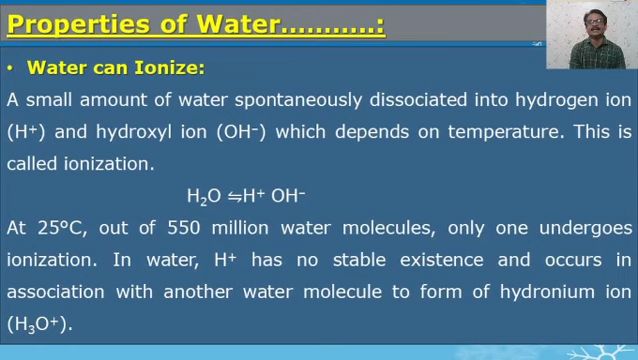 Properties of Water...........:
• Water can Ionize:
A small amount of water spontaneously dissociated into hydrogen ion
(H⁺) and hydroxyl ion (OH⁻) which depends on temperature. This is
called ionization.
H₂O ⇋H⁺ OH⁻
At 25°C, out of 550 million water molecules, only one undergoes
ionization. In water, H⁺ has no stable existence and occurs in
association with another water molecule to form of hydronium ion
(H₃O⁺).